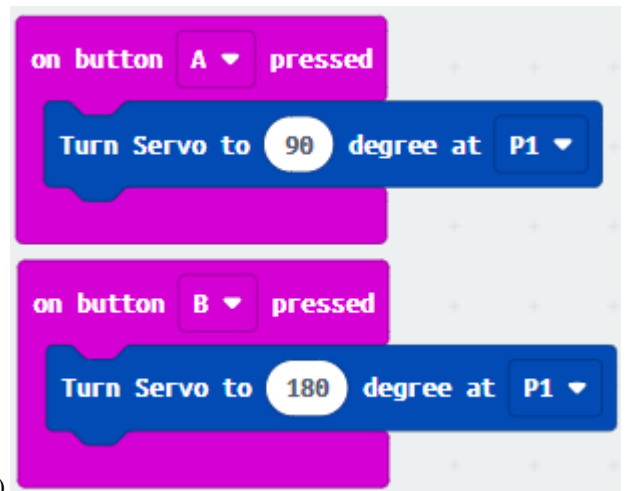 on button A pressed
Turn Servo to 90 degree at P1
on button B pressed
Turn Servo to 180 degree at P1
)